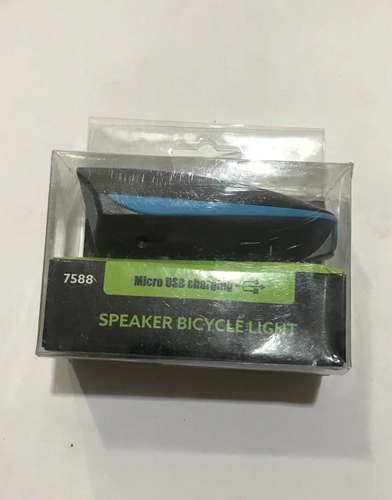 7588
Micro USB charging
SPEAKER BICYCLE LIGHT